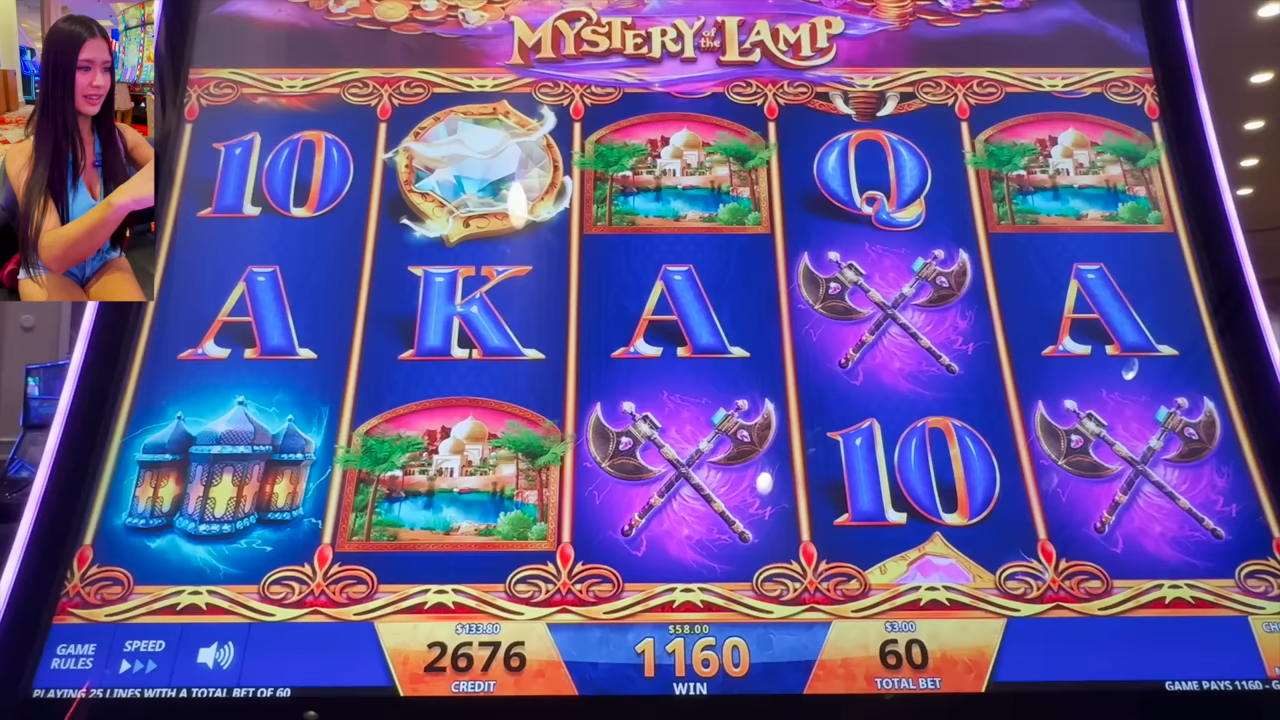 MYSTERY of the LAMP
10
Q
A
K
A
A
10
GAME RULES
SPEED
$133.80
2676
CREDIT
$58.00
1160
WIN
$3.00
60
TOTAL BET
PLAYING 25 LINES WITH A TOTAL BET OF 60
GAME PAYS 1160